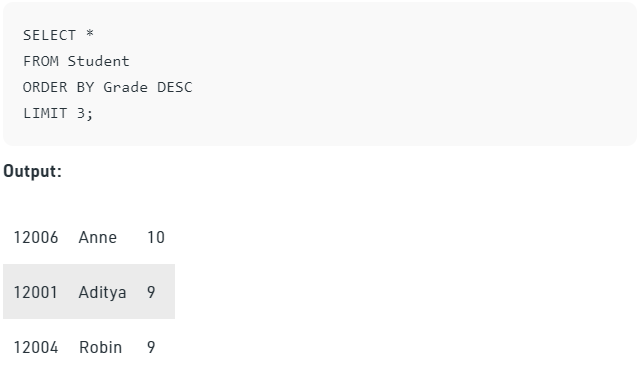 SELECT *
FROM Student
ORDER BY Grade DESC
LIMIT 3;
Output:
12006 Anne 10
12001 Aditya 9
12004 Robin 9